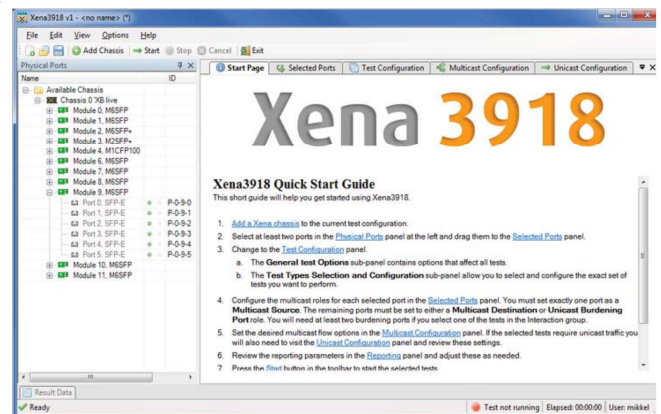 Xena3918 v1 - <no name> (*)
File Edit View Options Help
Add Chassis Start Stop Cancel Exit
Physical Ports
Start Page Selected Ports Test Configuration Multicast Configuration Unicast Configuration
Name ID
Available Chassis
Chassis 0 'XB live
Module 0, M6SFP
Module 1, M6SFP
Module 2, M6SFP+
Module 3, M2SFP+
Module 4, M1CFP100
Module 6, M6SFP
Module 7, M6SFP
Module 8, M6SFP
Module 9, M6SFP
Port 0, SFP-E P-0-9-0
Port 1, SFP-E P-0-9-1
Port 2, SFP-E P-0-9-2
Port 3, SFP-E P-0-9-3
Port 4, SFP-E P-0-9-4
Port 5, SFP-E P-0-9-5
Module 10, M6SFP
Module 11, M6SFP
Xena 3918
Xena3918 Quick Start Guide
This short guide will help you get started using Xena3918.
1. Add a Xena chassis to the current test configuration.
2. Select at least two ports in the Physical Ports panel at the left and drag them to the Selected Ports panel.
3. Change to the Test Configuration panel.
a. The General test Options sub-panel contains options that affect all tests.
b. The Test Types Selection and Configuration sub-panel allow you to select and configure the exact set of
tests you want to perform.
4. Configure the multicast roles for each selected port in the Selected Ports panel. You must set exactly one port as a
Multicast Source. The remaining ports must be set to either a Multicast Destination or Unicast Burdening
Port role. You will need at least two burdening ports if you select one of the tests in the Interaction group.
5. Set the desired multicast flow options in the Multicast Configuration panel. If the selected tests require unicast traffic you
will also need to visit the Unicast Configuration panel and review these settings.
6. Review the reporting parameters in the Reporting panel and adjust these as needed.
7. Press the Start button in the toolbar to start the selected tests
Result Data
Ready
Test not running Elapsed: 00:00:00 User: mikkel